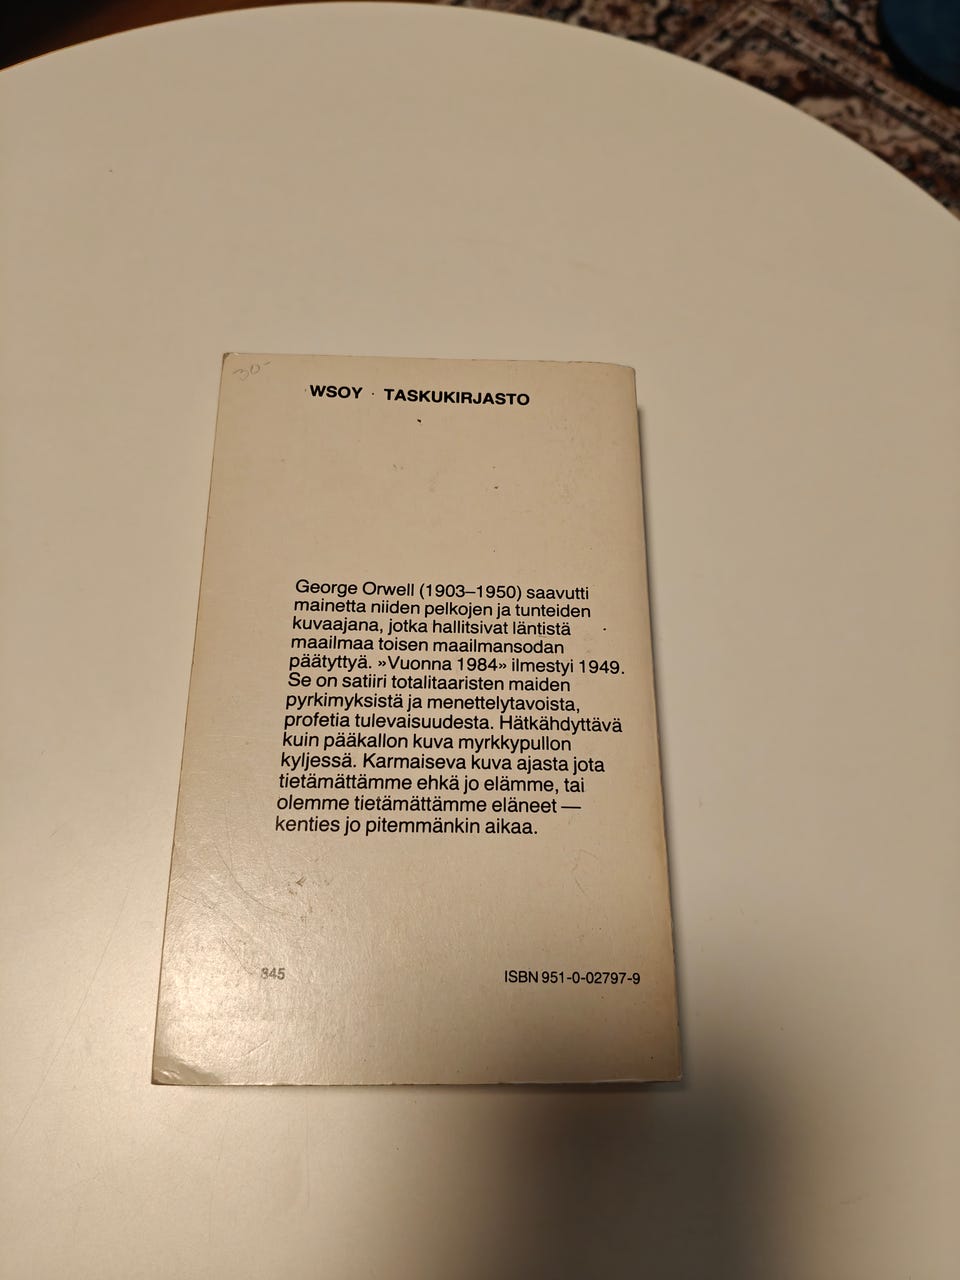 WSOY · TASKUKIRJASTO
George Orwell (1903–1950) saavutti
mainetta niiden pelkojen ja tunteiden
kuvaajana, jotka hallitsivat läntistä
maailmaa toisen maailmansodan
päätyttyä. »Vuonna 1984» ilmestyi 1949.
Se on satiiri totalitaaristen maiden
pyrkimyksistä ja menettelytavoista,
profetia tulevaisuudesta. Hätkähdyttävä
kuin pääkallon kuva myrkkypullon
kyljessä. Karmaiseva kuva ajasta jota
tietämättämme ehkä jo elämme, tai
olemme tietämättämme eläneet —
kenties jo pitemmänkin aikaa.
345
ISBN 951-0-02797-9